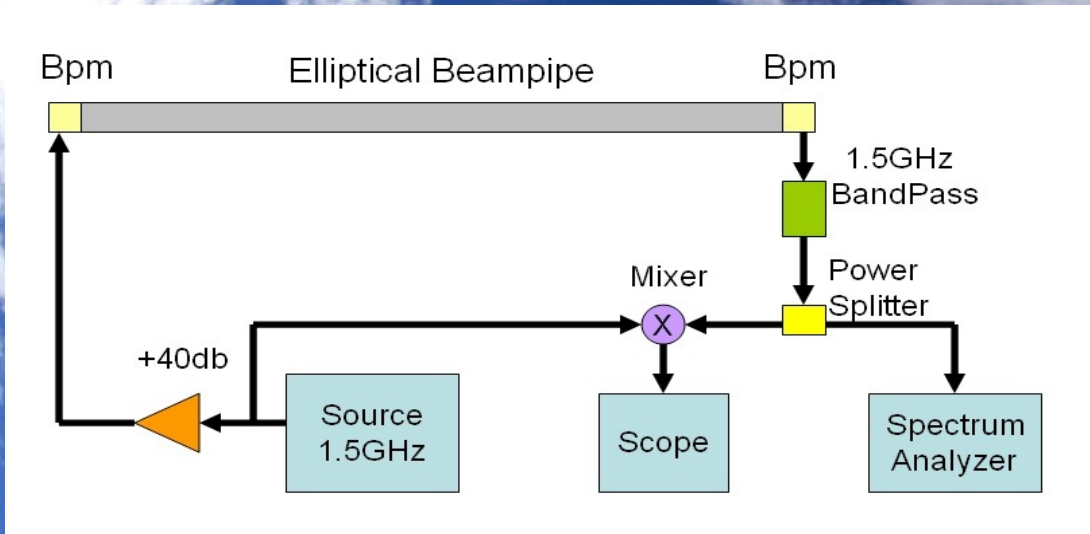 Bpm
Elliptical Beampipe
Bpm
1.5GHz
BandPass
Mixer
Power
Splitter
X
+40db
Source
1.5GHz
Scope
Spectrum
Analyzer